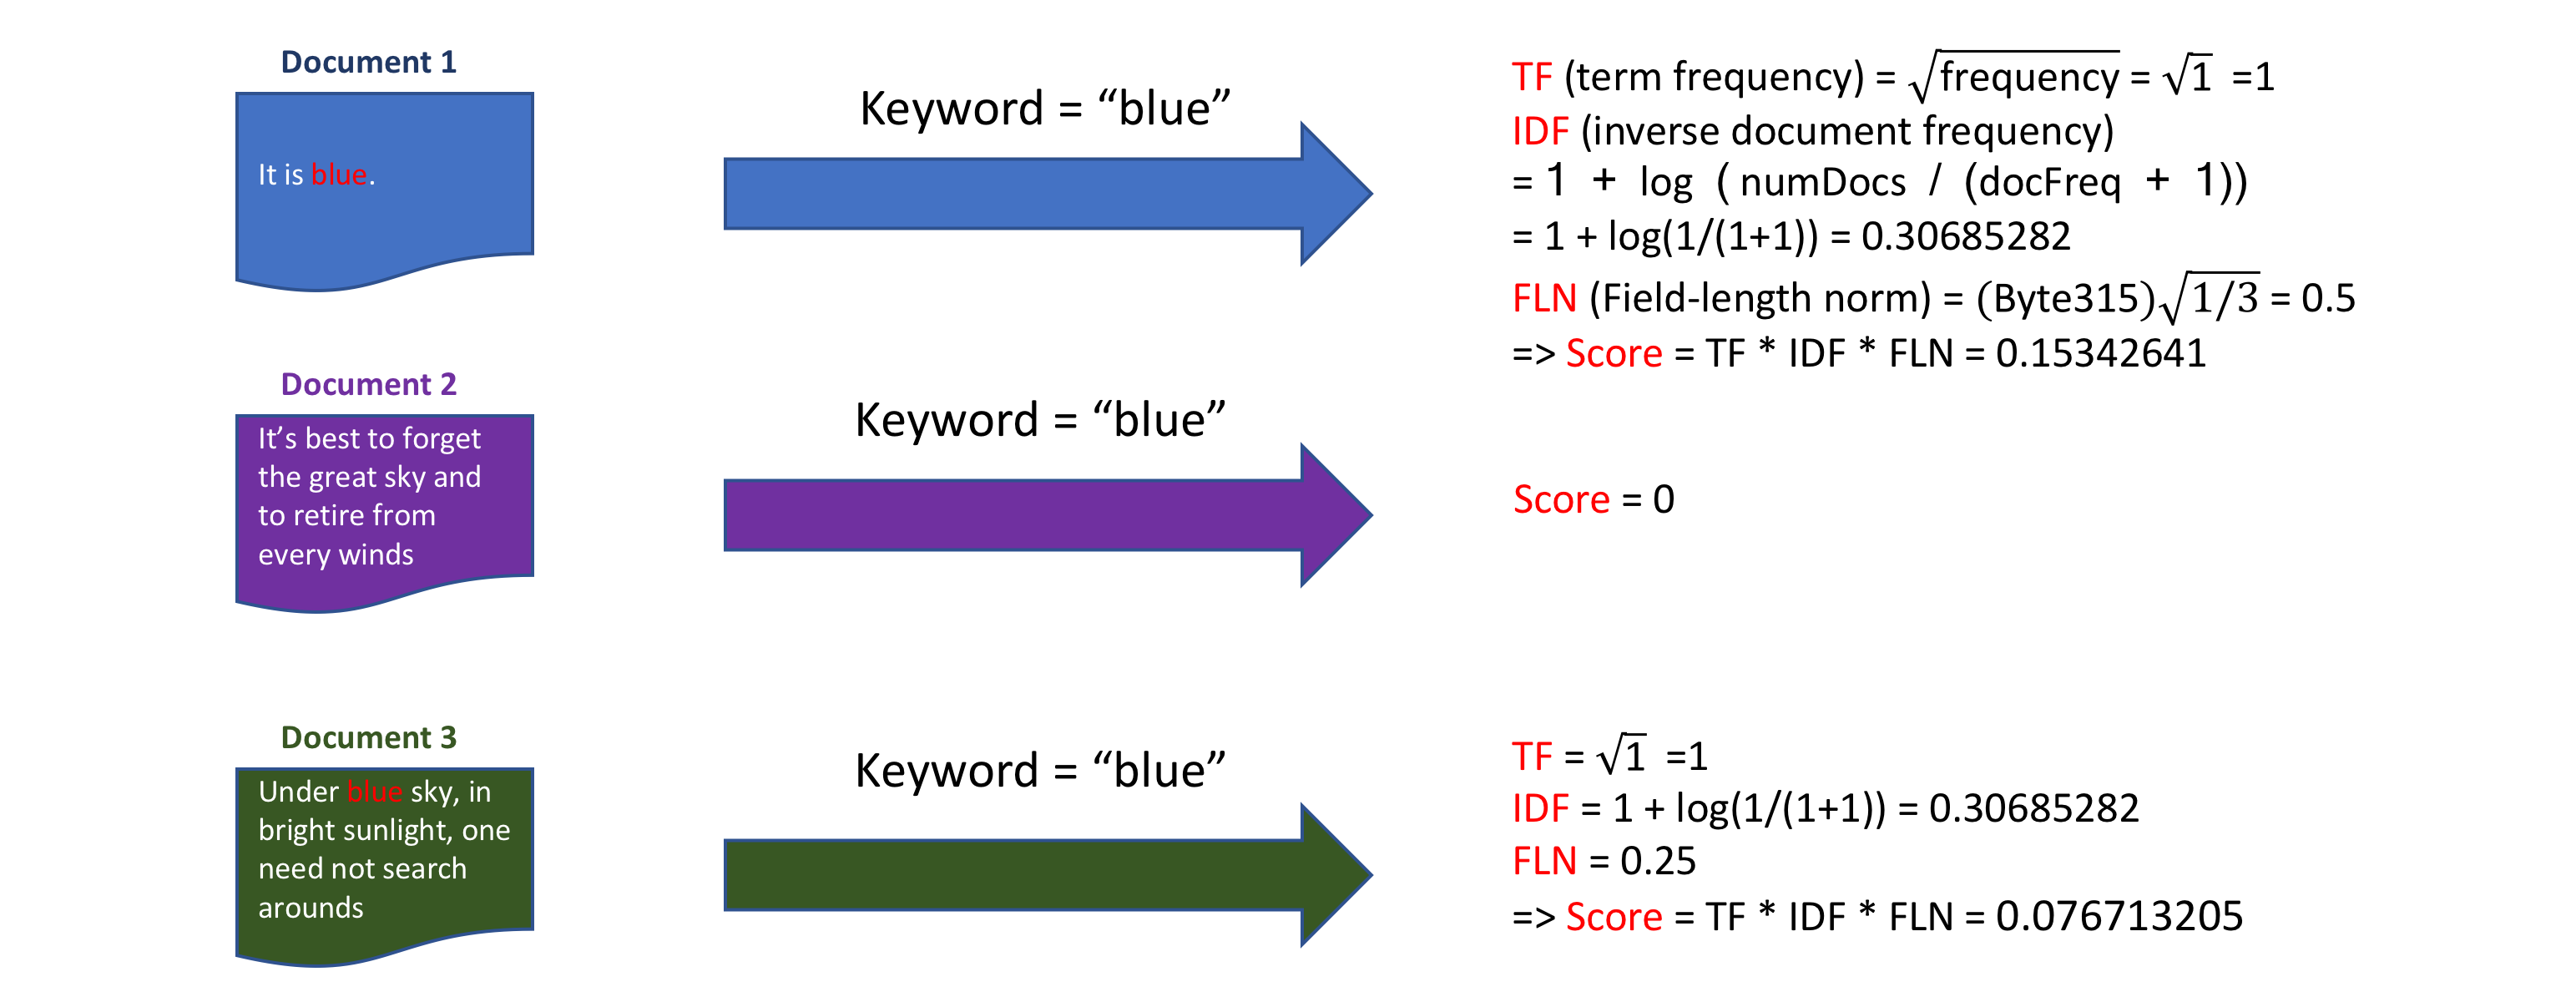 Document 1
It is blue.
Keyword = “blue”
TF (term frequency) = √frequency = √1 =1
IDF (inverse document frequency)
= 1 + log ( numDocs / (docFreq + 1))
= 1 + log(1/(1+1)) = 0.30685282
FLN (Field-length norm) = (Byte315)√1/3 = 0.5
=> Score = TF * IDF * FLN = 0.15342641
Document 2
It’s best to forget
the great sky and
to retire from
every winds
Keyword = “blue”
Score = 0
Document 3
Under blue sky, in
bright sunlight, one
need not search
arounds
Keyword = “blue”
TF = √1 =1
IDF = 1 + log(1/(1+1)) = 0.30685282
FLN = 0.25
=> Score = TF * IDF * FLN = 0.076713205